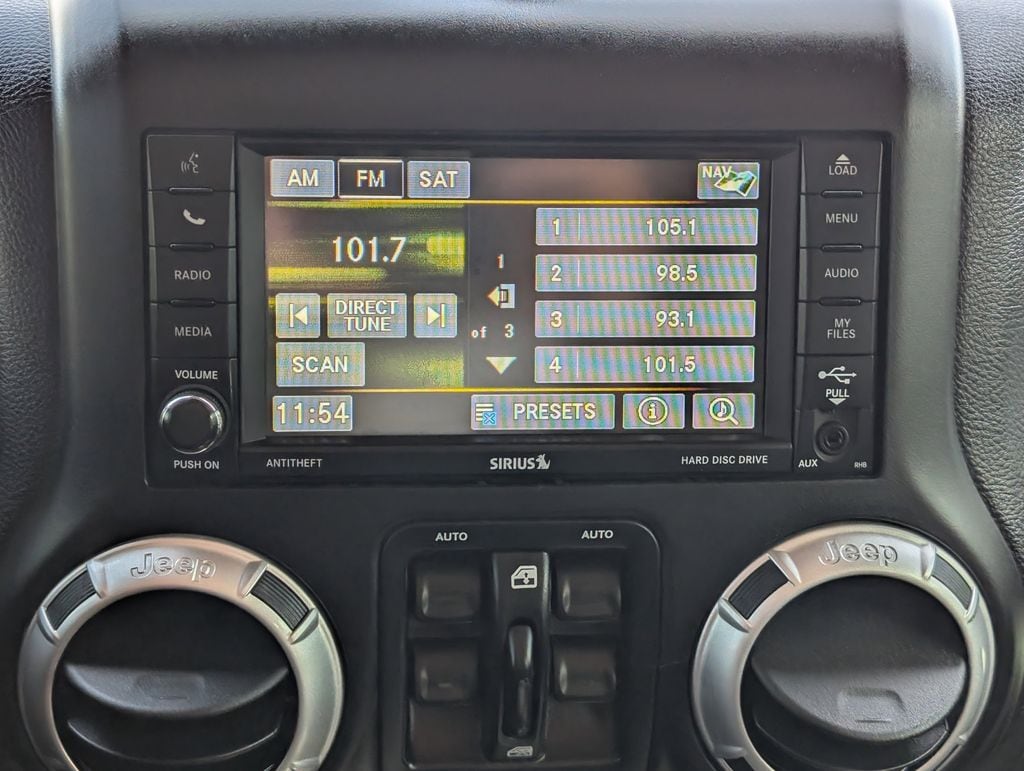 AM FM SAT NAV
LOAD
MENU
RADIO
AUDIO
MEDIA
MY
FILES
101.7
1 105.1
2 98.5
3 93.1
4 101.5
1
of 3
DIRECT
TUNE
SCAN
11:54 PRESETS
VOLUME
PULL
PUSH ON
ANTITHEFT
SIRIUS
HARD DISC DRIVE
AUX
RHB
AUTO AUTO
Jeep Jeep